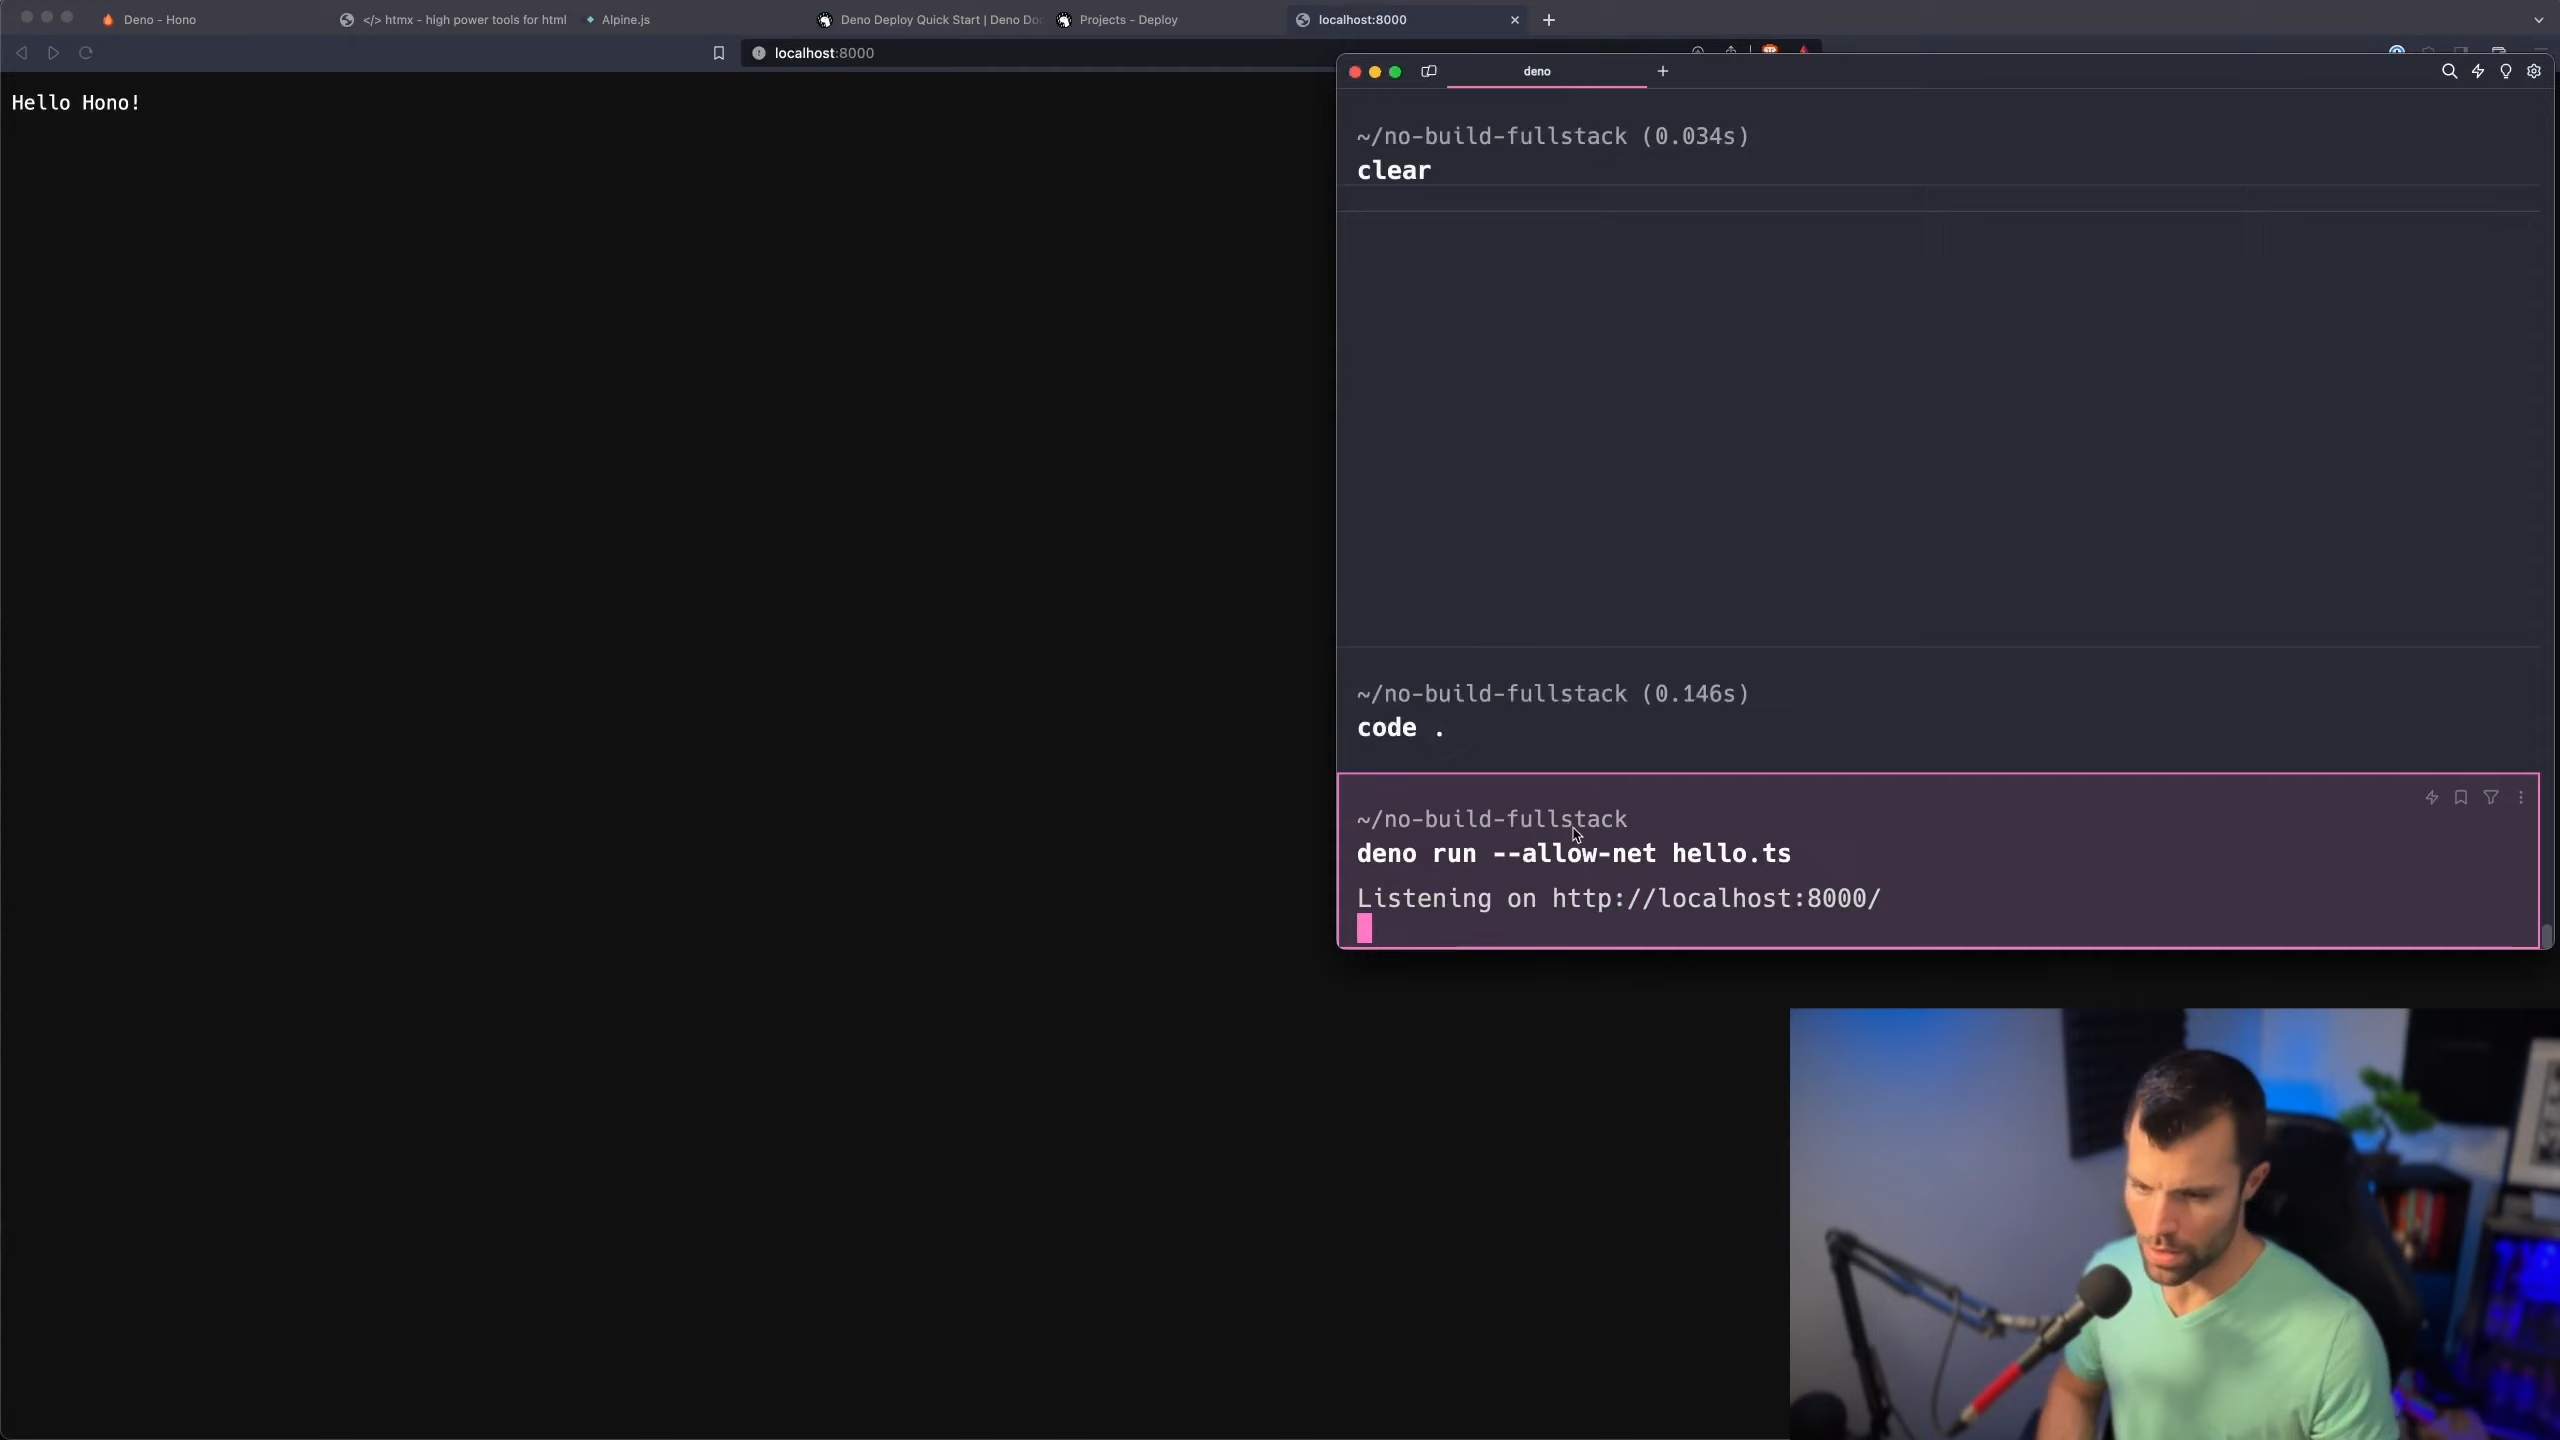 Deno - Hono
</> htmx - high power tools for html
Alpine.js
Deno Deploy Quick Start | Deno Doc
Projects - Deploy
localhost:8000
localhost:8000
Hello Hono!
deno
~/no-build-fullstack (0.034s)
clear
~/no-build-fullstack (0.146s)
code .
~/no-build-fullstack
deno run --allow-net hello.ts
Listening on http://localhost:8000/